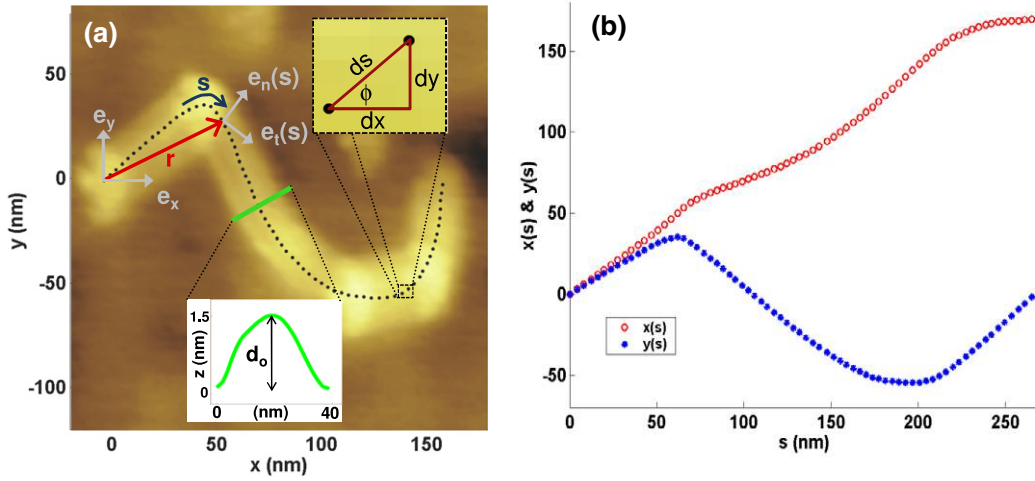 (a)
50
0
-50
-100
y (nm)
0
50
100
150
x (nm)
s
e_n(s)
e_t(s)
e_y
e_x
r
ds
dy
ϕ
dx
1.5
0
z (nm)
d_o
0
(nm)
40
(b)
150
100
50
0
-50
x(s) & y(s)
x(s)
y(s)
0
50
100
150
200
250
s (nm)